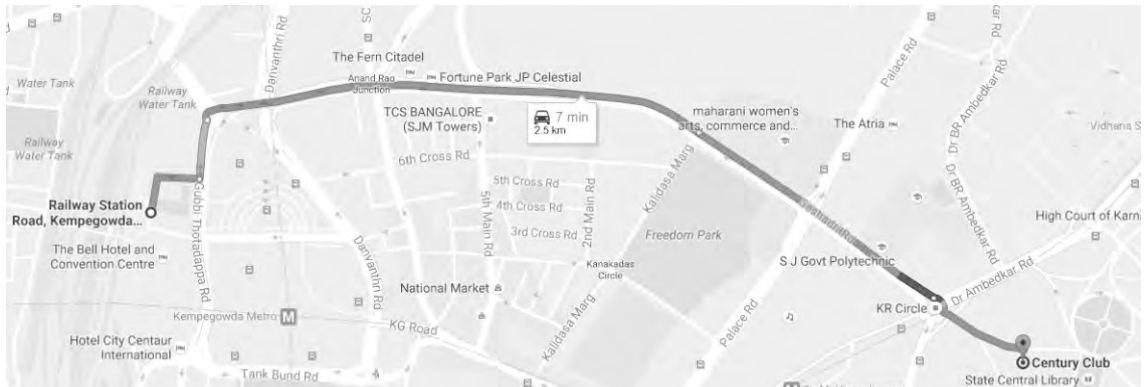 Water Tank
Railway
Water Tank
Railway
Water Tank
Danvanthri Rd
SC
The Fern Citadel
Anand Rao
Junction
Fortune Park JP Celestial
TCS BANGALORE
(SJM Towers)
7 min
2.5 km
maharani women's
arts, commerce and...
Palace Rd
The Atria
Dr BR Ambedkar Rd
Dr BR Ambedkar Rd
Vidhana S
6th Cross Rd
5th Cross Rd
4th Cross Rd
3rd Cross Rd
5th Main Rd
2nd Main Rd
Kalidasa Marg
Railway Station
Road, Kempegowda...
Gubbi Thotadappa Rd
The Bell Hotel and
Convention Centre
Danvanthri Rd
Kanakadas
Circle
Freedom Park
S J Govt Polytechnic
High Court of Karna
Dr Ambedkar Rd
National Market
Kempegowda Metro
M
KG Road
Kalidasa Marg
Palace Rd
KR Circle
Hotel City Centaur
International
Tank Bund Rd
Century Club
State Central Library